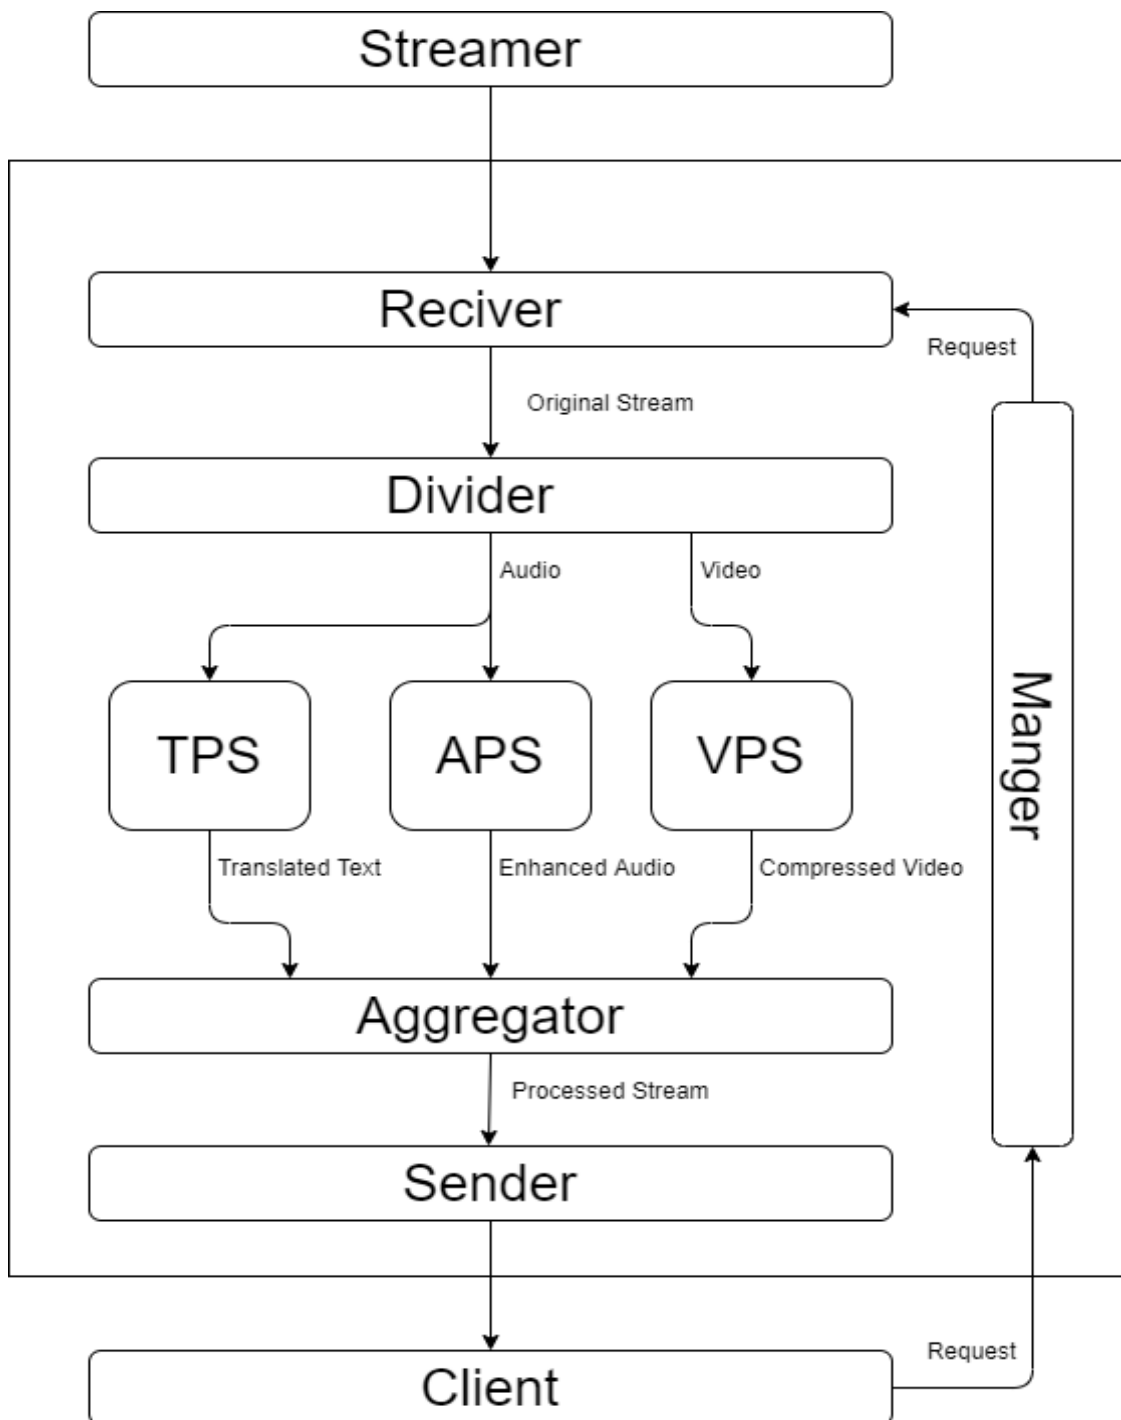 Streamer
Reciver
Request
Original Stream
Divider
Audio
Video
TPS
APS
VPS
Manger
Translated Text
Enhanced Audio
Compressed Video
Aggregator
Processed Stream
Sender
Request
Client